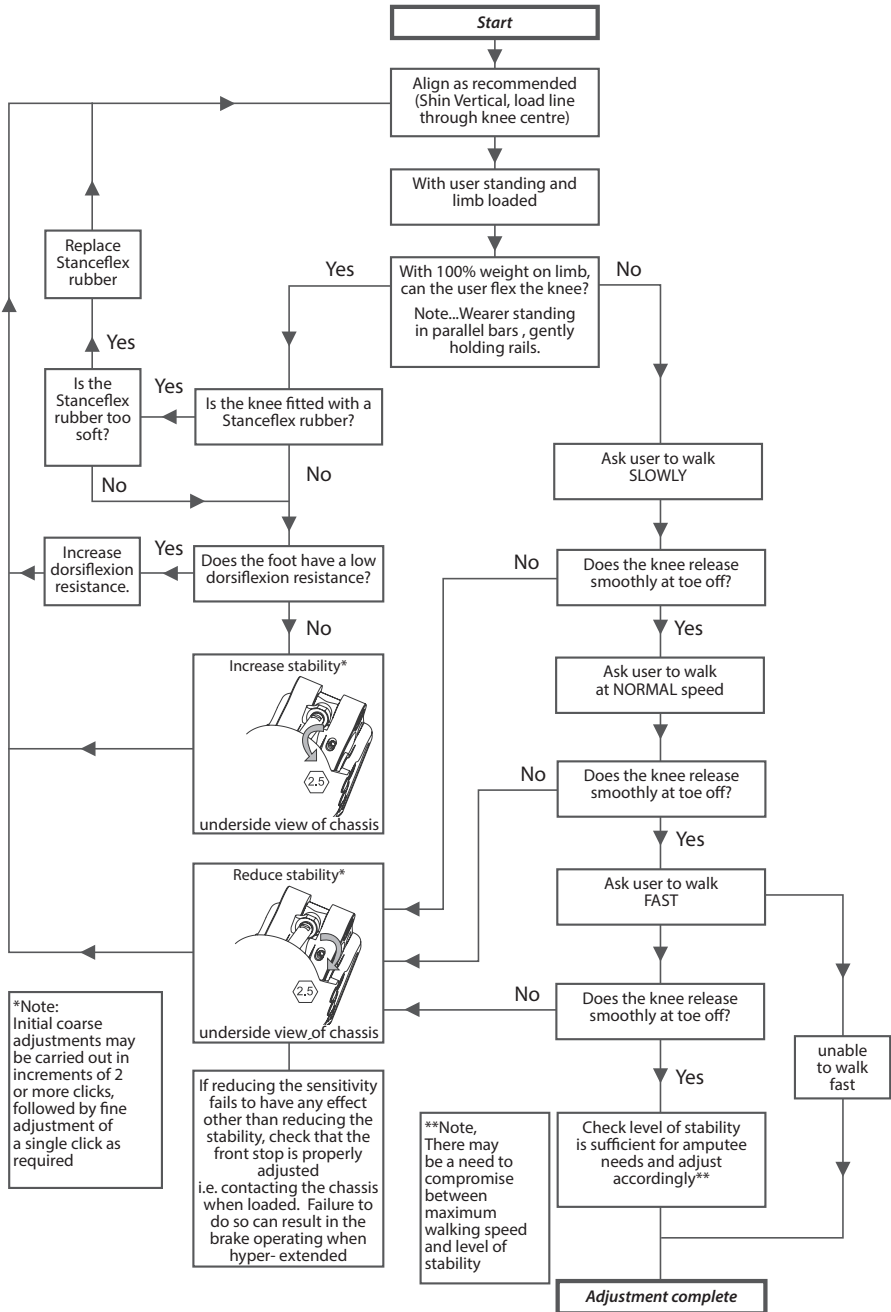 Start
Align as recommended
(Shin Vertical, load line
through knee centre)
With user standing and
limb loaded
With 100% weight on limb,
can the user flex the knee?
Note...Wearer standing
in parallel bars , gently
holding rails.
Yes
No
Replace
Stanceflex
rubber
Yes
Is the
Stanceflex
rubber too
soft?
Yes
Is the knee fitted with a
Stanceflex rubber?
No
No
Ask user to walk
SLOWLY
Increase
dorsiflexion
resistance.
Yes
Does the foot have a low
dorsiflexion resistance?
No
No
Does the knee release
smoothly at toe off?
Yes
Increase stability*
2.5
underside view of chassis
Ask user to walk
at NORMAL speed
No
Does the knee release
smoothly at toe off?
Yes
Reduce stability*
2.5
underside view of chassis
Ask user to walk
FAST
No
Does the knee release
smoothly at toe off?
Yes
unable
to walk
fast
*Note:
Initial coarse
adjustments may
be carried out in
increments of 2
or more clicks,
followed by fine
adjustment of
a single click as
required
If reducing the sensitivity
fails to have any effect
other than reducing the
stability, check that the
front stop is properly
adjusted
i.e. contacting the chassis
when loaded. Failure to
do so can result in the
brake operating when
hyper- extended
**Note,
There may
be a need to
compromise
between
maximum
walking speed
and level of
stability
Check level of stability
is sufficient for amputee
needs and adjust
accordingly**
Adjustment complete